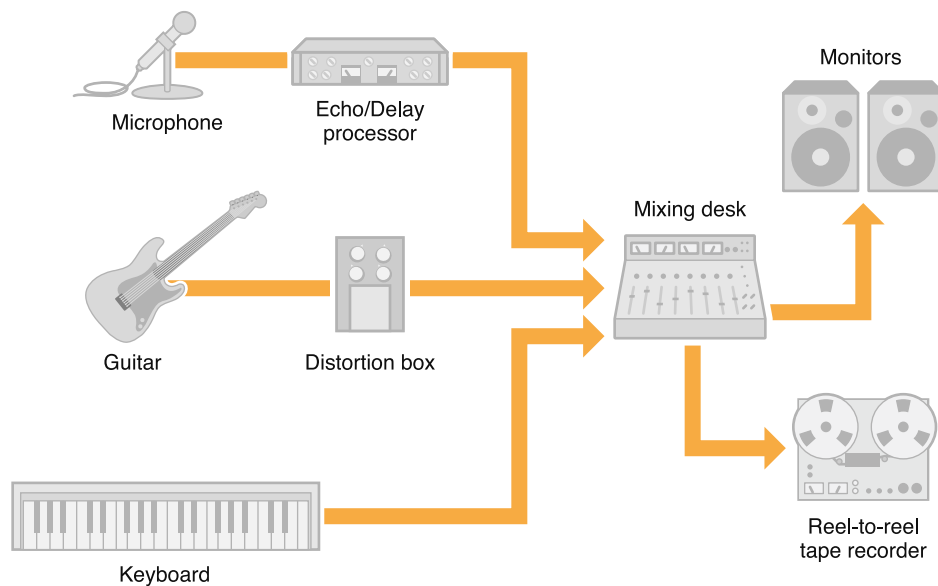 Monitors
Microphone
Echo/Delay
processor
Mixing desk
Guitar
Distortion box
Reel-to-reel
tape recorder
Keyboard